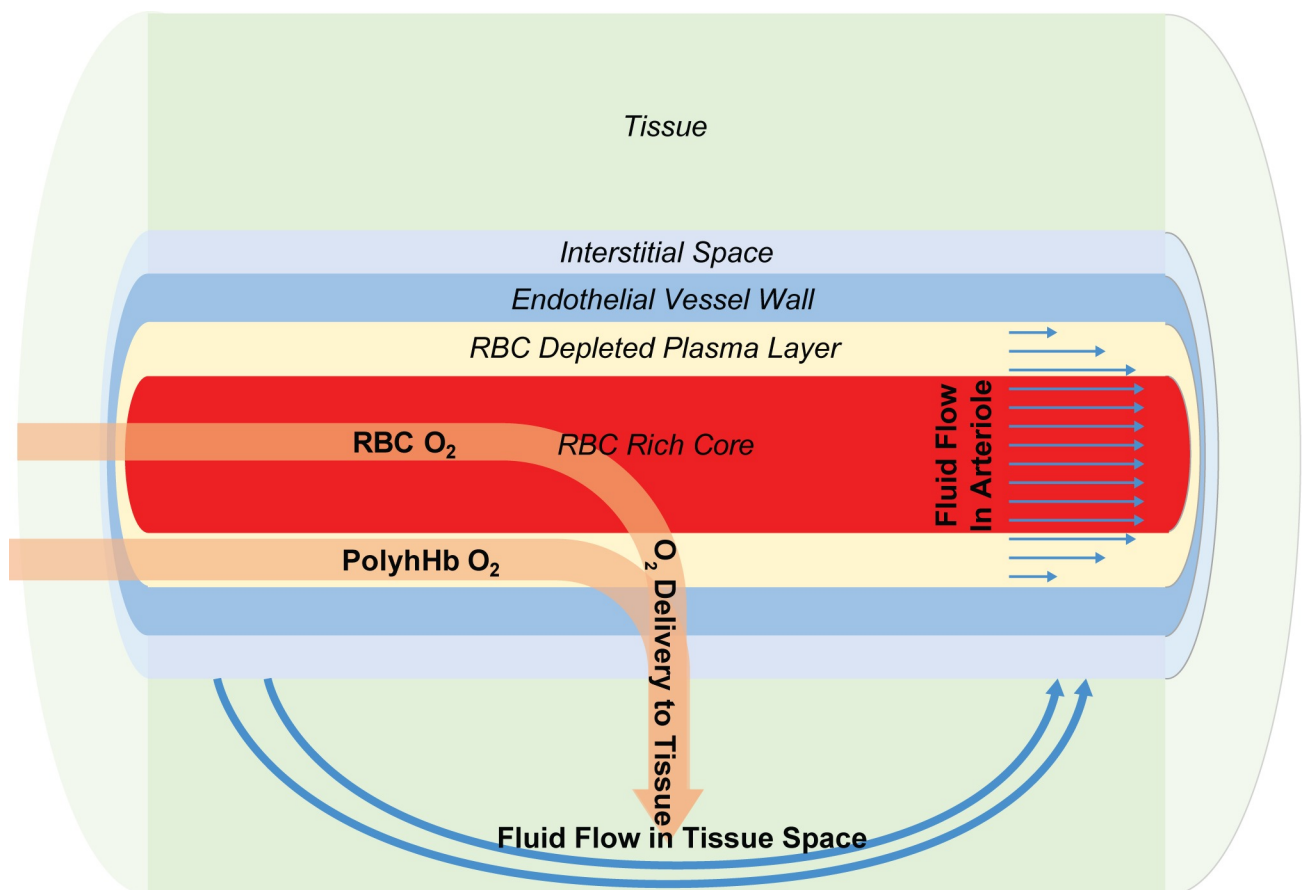 Tissue
Interstitial Space
Endothelial Vessel Wall
RBC Depleted Plasma Layer
RBC O₂
RBC Rich Core
Fluid Flow
In Arteriole
PolyhHb O₂
O₂ Delivery to Tissue
Fluid Flow in Tissue Space